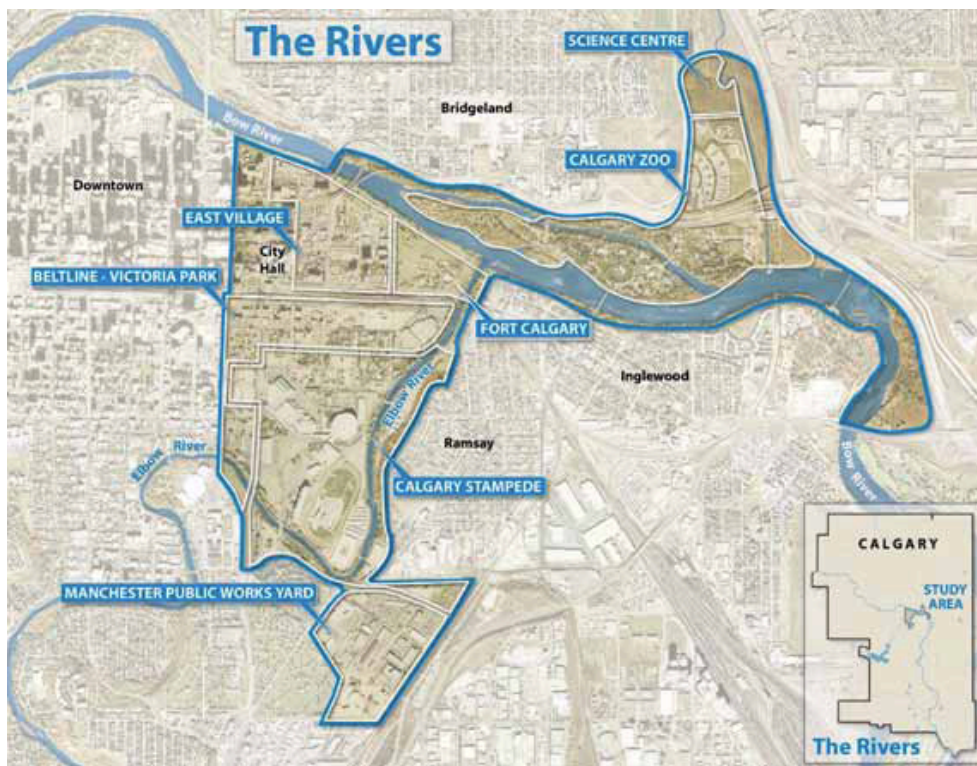 The Rivers
SCIENCE CENTRE
Bridgeland
Bow River
CALGARY ZOO
Downtown
EAST VILLAGE
City
Hall
BELTLINE - VICTORIA PARK
FORT CALGARY
Inglewood
Elbow River
Ramsay
Elbow River
CALGARY STAMPEDE
Bow River
MANCHESTER PUBLIC WORKS YARD
CALGARY
STUDY
AREA
The Rivers